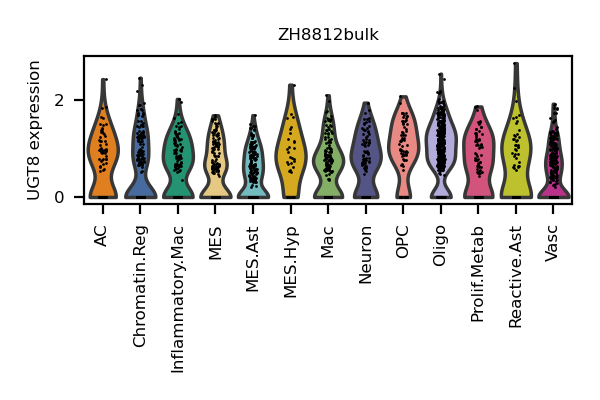 ZH8812bulk
UGT8 expression
2
0
AC
Chromatin.Reg
Inflammatory.Mac
MES
MES.Ast
MES.Hyp
Mac
Neuron
OPC
Oligo
Prolif.Metab
Reactive.Ast
Vasc